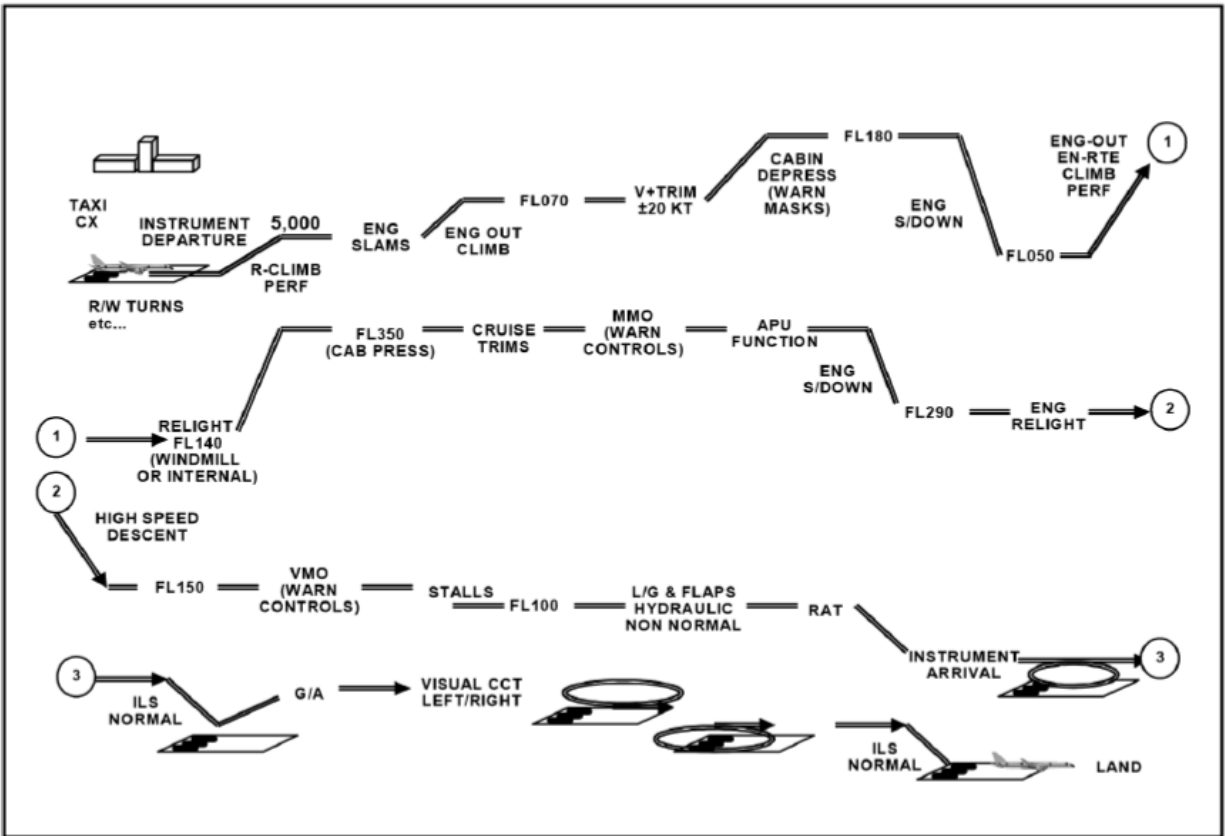 TAXI
CX
INSTRUMENT
DEPARTURE
R/W TURNS
etc...
5,000
R-CLIMB
PERF
ENG
SLAMS
ENG OUT
CLIMB
FL070
V+TRIM
±20 KT
CABIN
DEPRESS
(WARN
MASKS)
FL180
ENG
S/DOWN
FL050
ENG-OUT
EN-RTE
CLIMB
PERF
1
1
RELIGHT
FL140
(WINDMILL
OR INTERNAL)
FL350
(CAB PRESS)
CRUISE
TRIMS
MMO
(WARN
CONTROLS)
APU
FUNCTION
ENG
S/DOWN
FL290
ENG
RELIGHT
2
2
HIGH SPEED
DESCENT
FL150
VMO
(WARN
CONTROLS)
STALLS
FL100
L/G & FLAPS
HYDRAULIC
NON NORMAL
RAT
INSTRUMENT
ARRIVAL
3
3
ILS
NORMAL
G/A
VISUAL CCT
LEFT/RIGHT
ILS
NORMAL
LAND